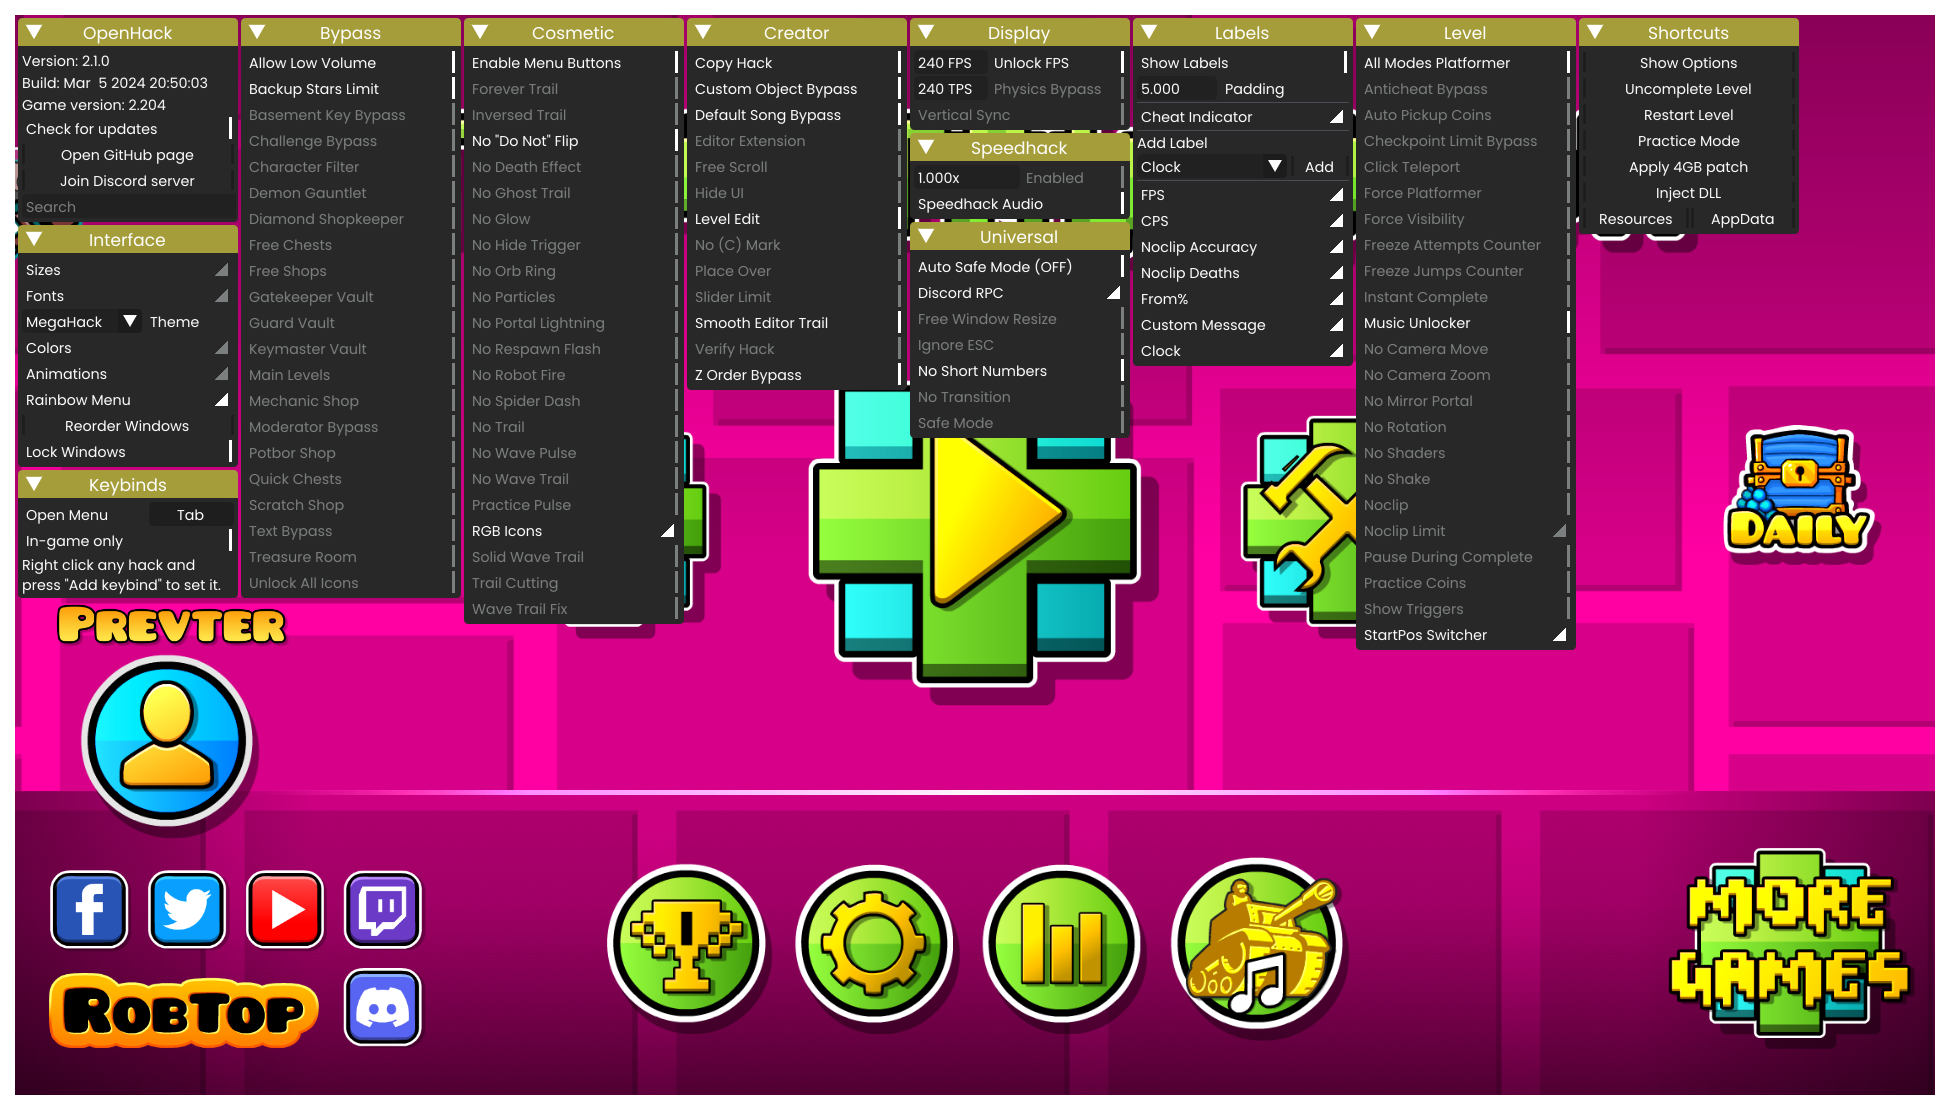 OpenHack
Version: 2.1.0
Build: Mar  5 2024 20:50:03
Game version: 2.204
Check for updates
Open GitHub page
Join Discord server
Search
Interface
Sizes
Fonts
MegaHack Theme
Colors
Animations
Rainbow Menu
Reorder Windows
Lock Windows
Keybinds
Open Menu Tab
In-game only
Right click any hack and
press "Add keybind" to set it.
Bypass
Allow Low Volume
Backup Stars Limit
Basement Key Bypass
Challenge Bypass
Character Filter
Demon Gauntlet
Diamond Shopkeeper
Free Chests
Free Shops
Gatekeeper Vault
Guard Vault
Keymaster Vault
Main Levels
Mechanic Shop
Moderator Bypass
Potbor Shop
Quick Chests
Scratch Shop
Text Bypass
Treasure Room
Unlock All Icons
Cosmetic
Enable Menu Buttons
Forever Trail
Inversed Trail
No "Do Not" Flip
No Death Effect
No Ghost Trail
No Glow
No Hide Trigger
No Orb Ring
No Particles
No Portal Lightning
No Respawn Flash
No Robot Fire
No Spider Dash
No Trail
No Wave Pulse
No Wave Trail
Practice Pulse
RGB Icons
Solid Wave Trail
Trail Cutting
Wave Trail Fix
Creator
Copy Hack
Custom Object Bypass
Default Song Bypass
Editor Extension
Free Scroll
Hide UI
Level Edit
No (C) Mark
Place Over
Slider Limit
Smooth Editor Trail
Verify Hack
Z Order Bypass
Display
240 FPS Unlock FPS
240 TPS Physics Bypass
Vertical Sync
Speedhack
1.000x Enabled
Speedhack Audio
Universal
Auto Safe Mode (OFF)
Discord RPC
Free Window Resize
Ignore ESC
No Short Numbers
No Transition
Safe Mode
Labels
Show Labels
5.000 Padding
Cheat Indicator
Add Label
Clock Add
FPS
CPS
Noclip Accuracy
Noclip Deaths
From%
Custom Message
Clock
Level
All Modes Platformer
Anticheat Bypass
Auto Pickup Coins
Checkpoint Limit Bypass
Click Teleport
Force Platformer
Force Visibility
Freeze Attempts Counter
Freeze Jumps Counter
Instant Complete
Music Unlocker
No Camera Move
No Camera Zoom
No Mirror Portal
No Rotation
No Shaders
No Shake
Noclip
Noclip Limit
Pause During Complete
Practice Coins
Show Triggers
StartPos Switcher
Shortcuts
Show Options
Uncomplete Level
Restart Level
Practice Mode
Apply 4GB patch
Inject DLL
Resources AppData
DAILY
PREVTER
ROBTOP
MORE
GAMES